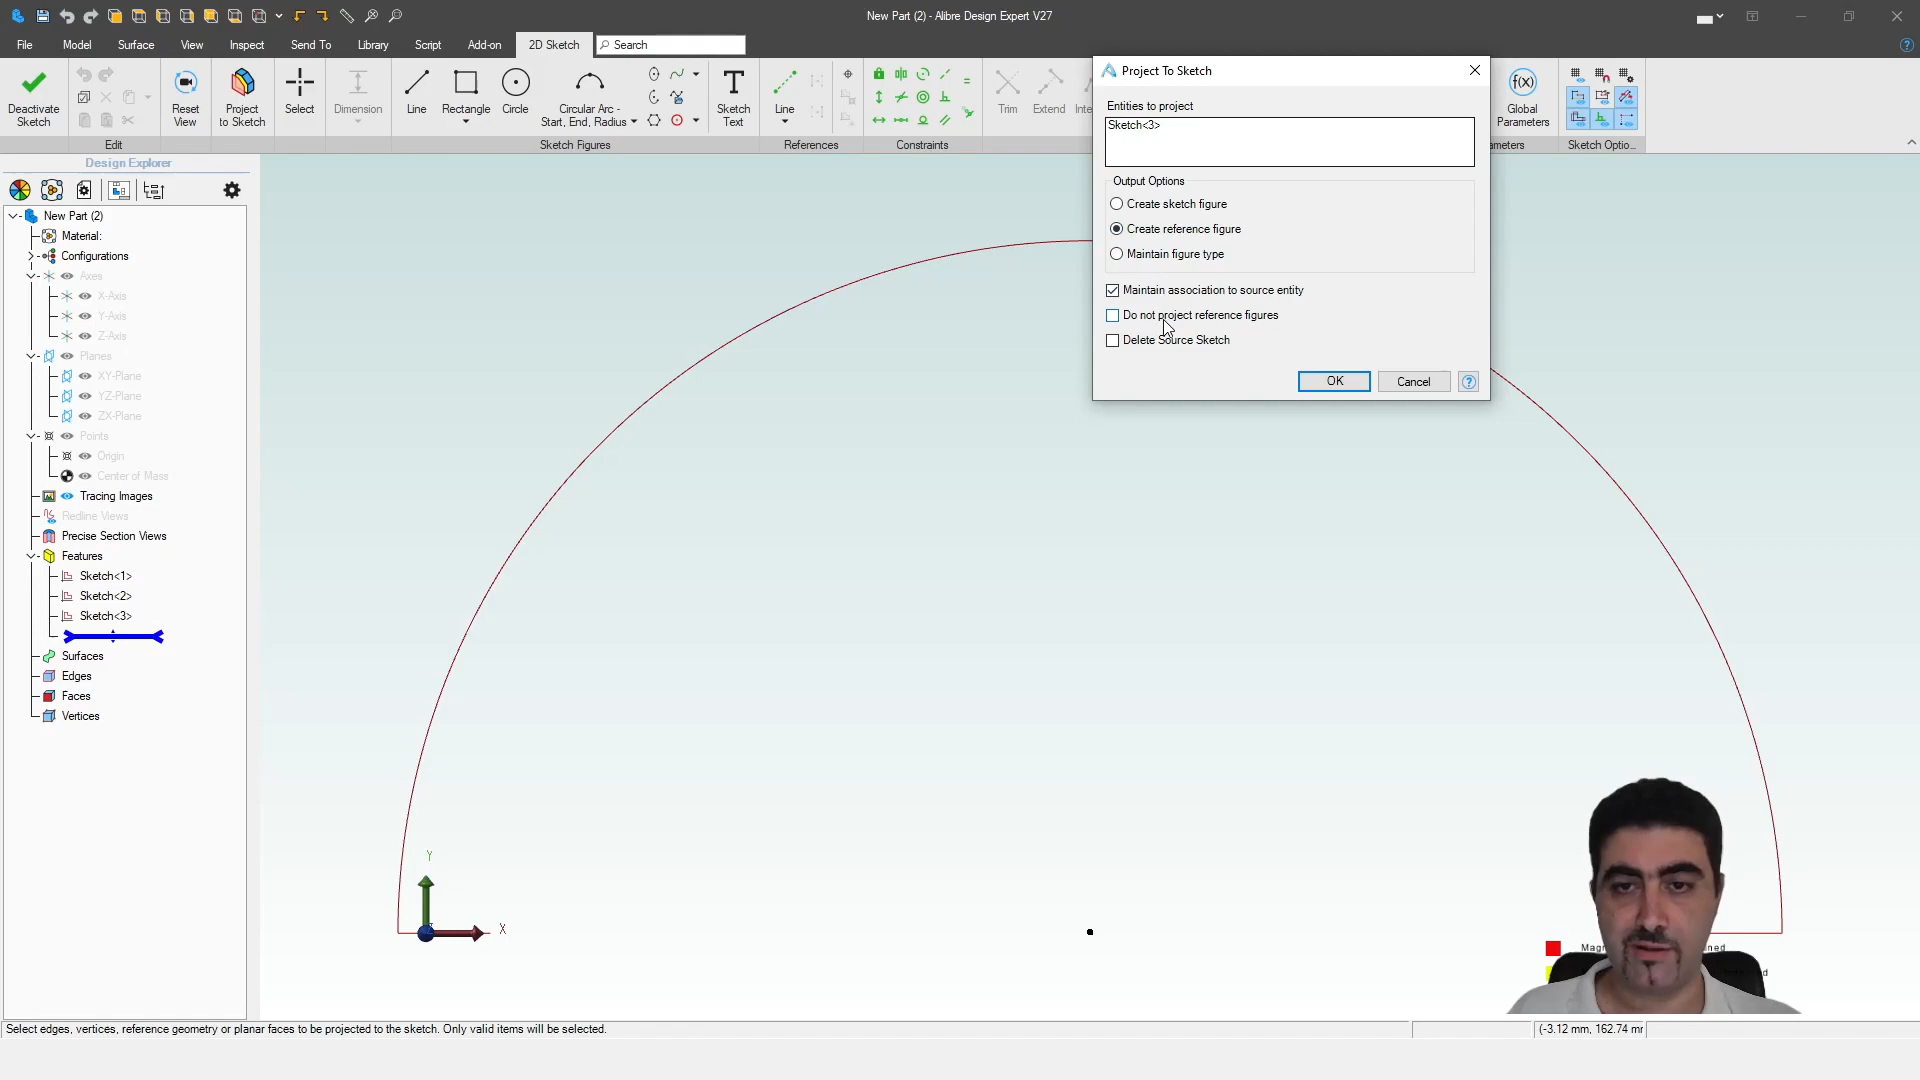 New Part (2) - Alibre Design Expert V27
File Model Surface View Inspect Send To Library Script Add-on 2D Sketch Search
Deactivate Sketch
Reset View
Project to Sketch
Select
Dimension
Line
Rectangle
Circle
Circular Arc - Start, End, Radius
Sketch Text
Line
Trim
Extend
f(x)
Global Parameters
Edit
Sketch Figures
References
Constraints
Sketch Optio...
Design Explorer
New Part (2)
Material:
Configurations
Axes
X-Axis
Y-Axis
Z-Axis
Planes
XY-Plane
YZ-Plane
ZX-Plane
Points
Origin
Center of Mass
Tracing Images
Redline Views
Precise Section Views
Features
Sketch<1>
Sketch<2>
Sketch<3>
Surfaces
Edges
Faces
Vertices
Project To Sketch
Entities to project
Sketch<3>
Output Options
Create sketch figure
Create reference figure
Maintain figure type
Maintain association to source entity
Do not project reference figures
Delete Source Sketch
OK Cancel ?
Y
X
Select edges, vertices, reference geometry or planar faces to be projected to the sketch. Only valid items will be selected.
(-3.12 mm, 162.74 mm